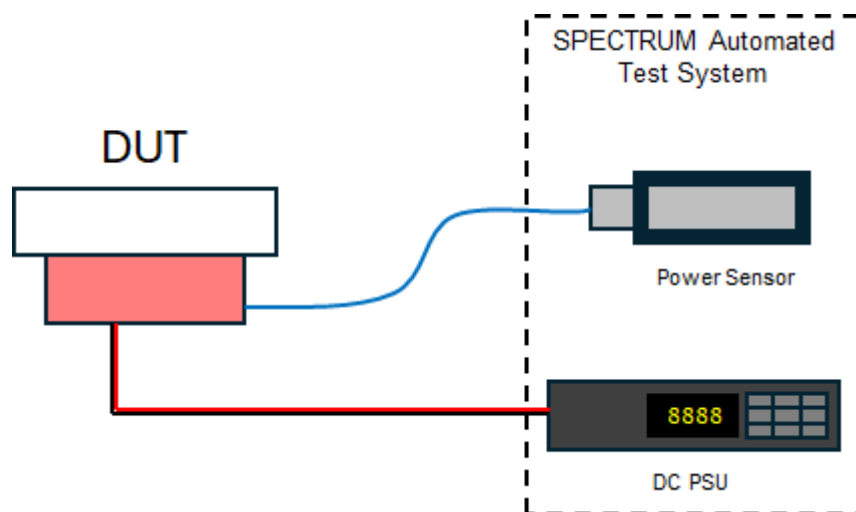 SPECTRUM Automated
Test System
DUT
Power Sensor
8888
DC PSU